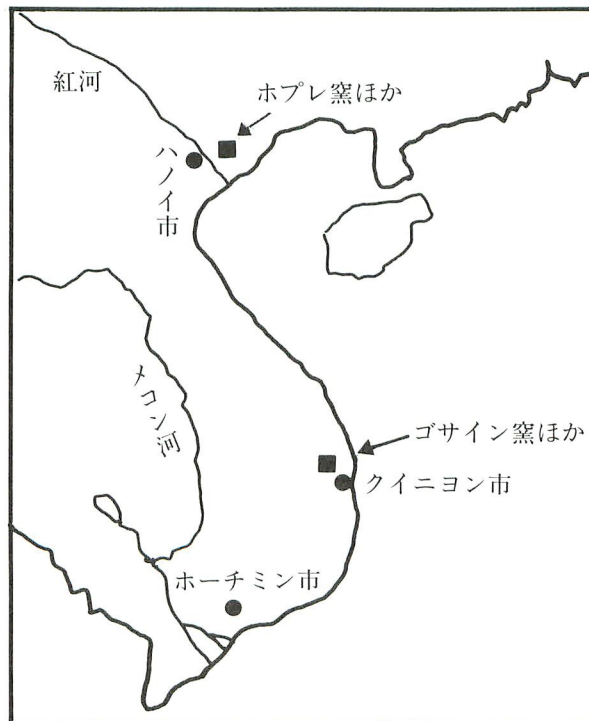 紅河
ホプレ窯ほか
ハノイ市
メコン河
ゴサイン窯ほか
クイニヨン市
ホーチミン市